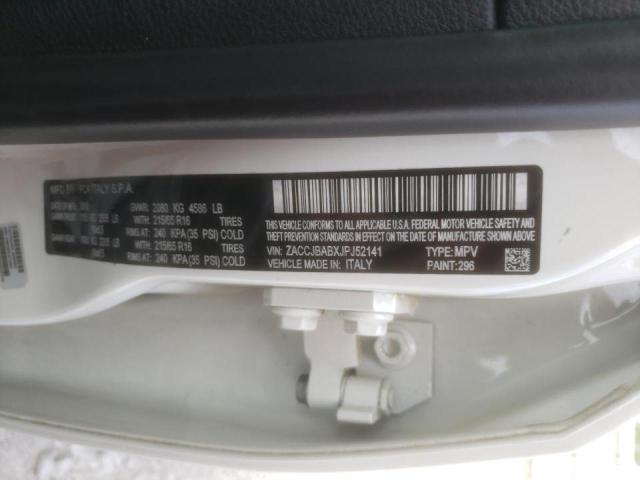 MFD. BY FCA ITALY S.P.A.
GVWR: 2080 KG 4586 LB
WITH: 215/65 R16 TIRES
RIMS AT: 240 KPA(35 PSI) COLD
WITH: 215/65 R16 TIRES
RIMS AT: 240 KPA(35 PSI) COLD
THIS VEHICLE CONFORMS TO ALL APPLICABLE U.S.A. FEDERAL MOTOR VEHICLE SAFETY AND
THEFT PREVENTION STANDARDS IN EFFECT ON THE DATE OF MANUFACTURE SHOWN ABOVE.
VIN: ZACCJBABXJPJ52141 TYPE: MPV
VEHICLE MADE IN: ITALY PAINT:296